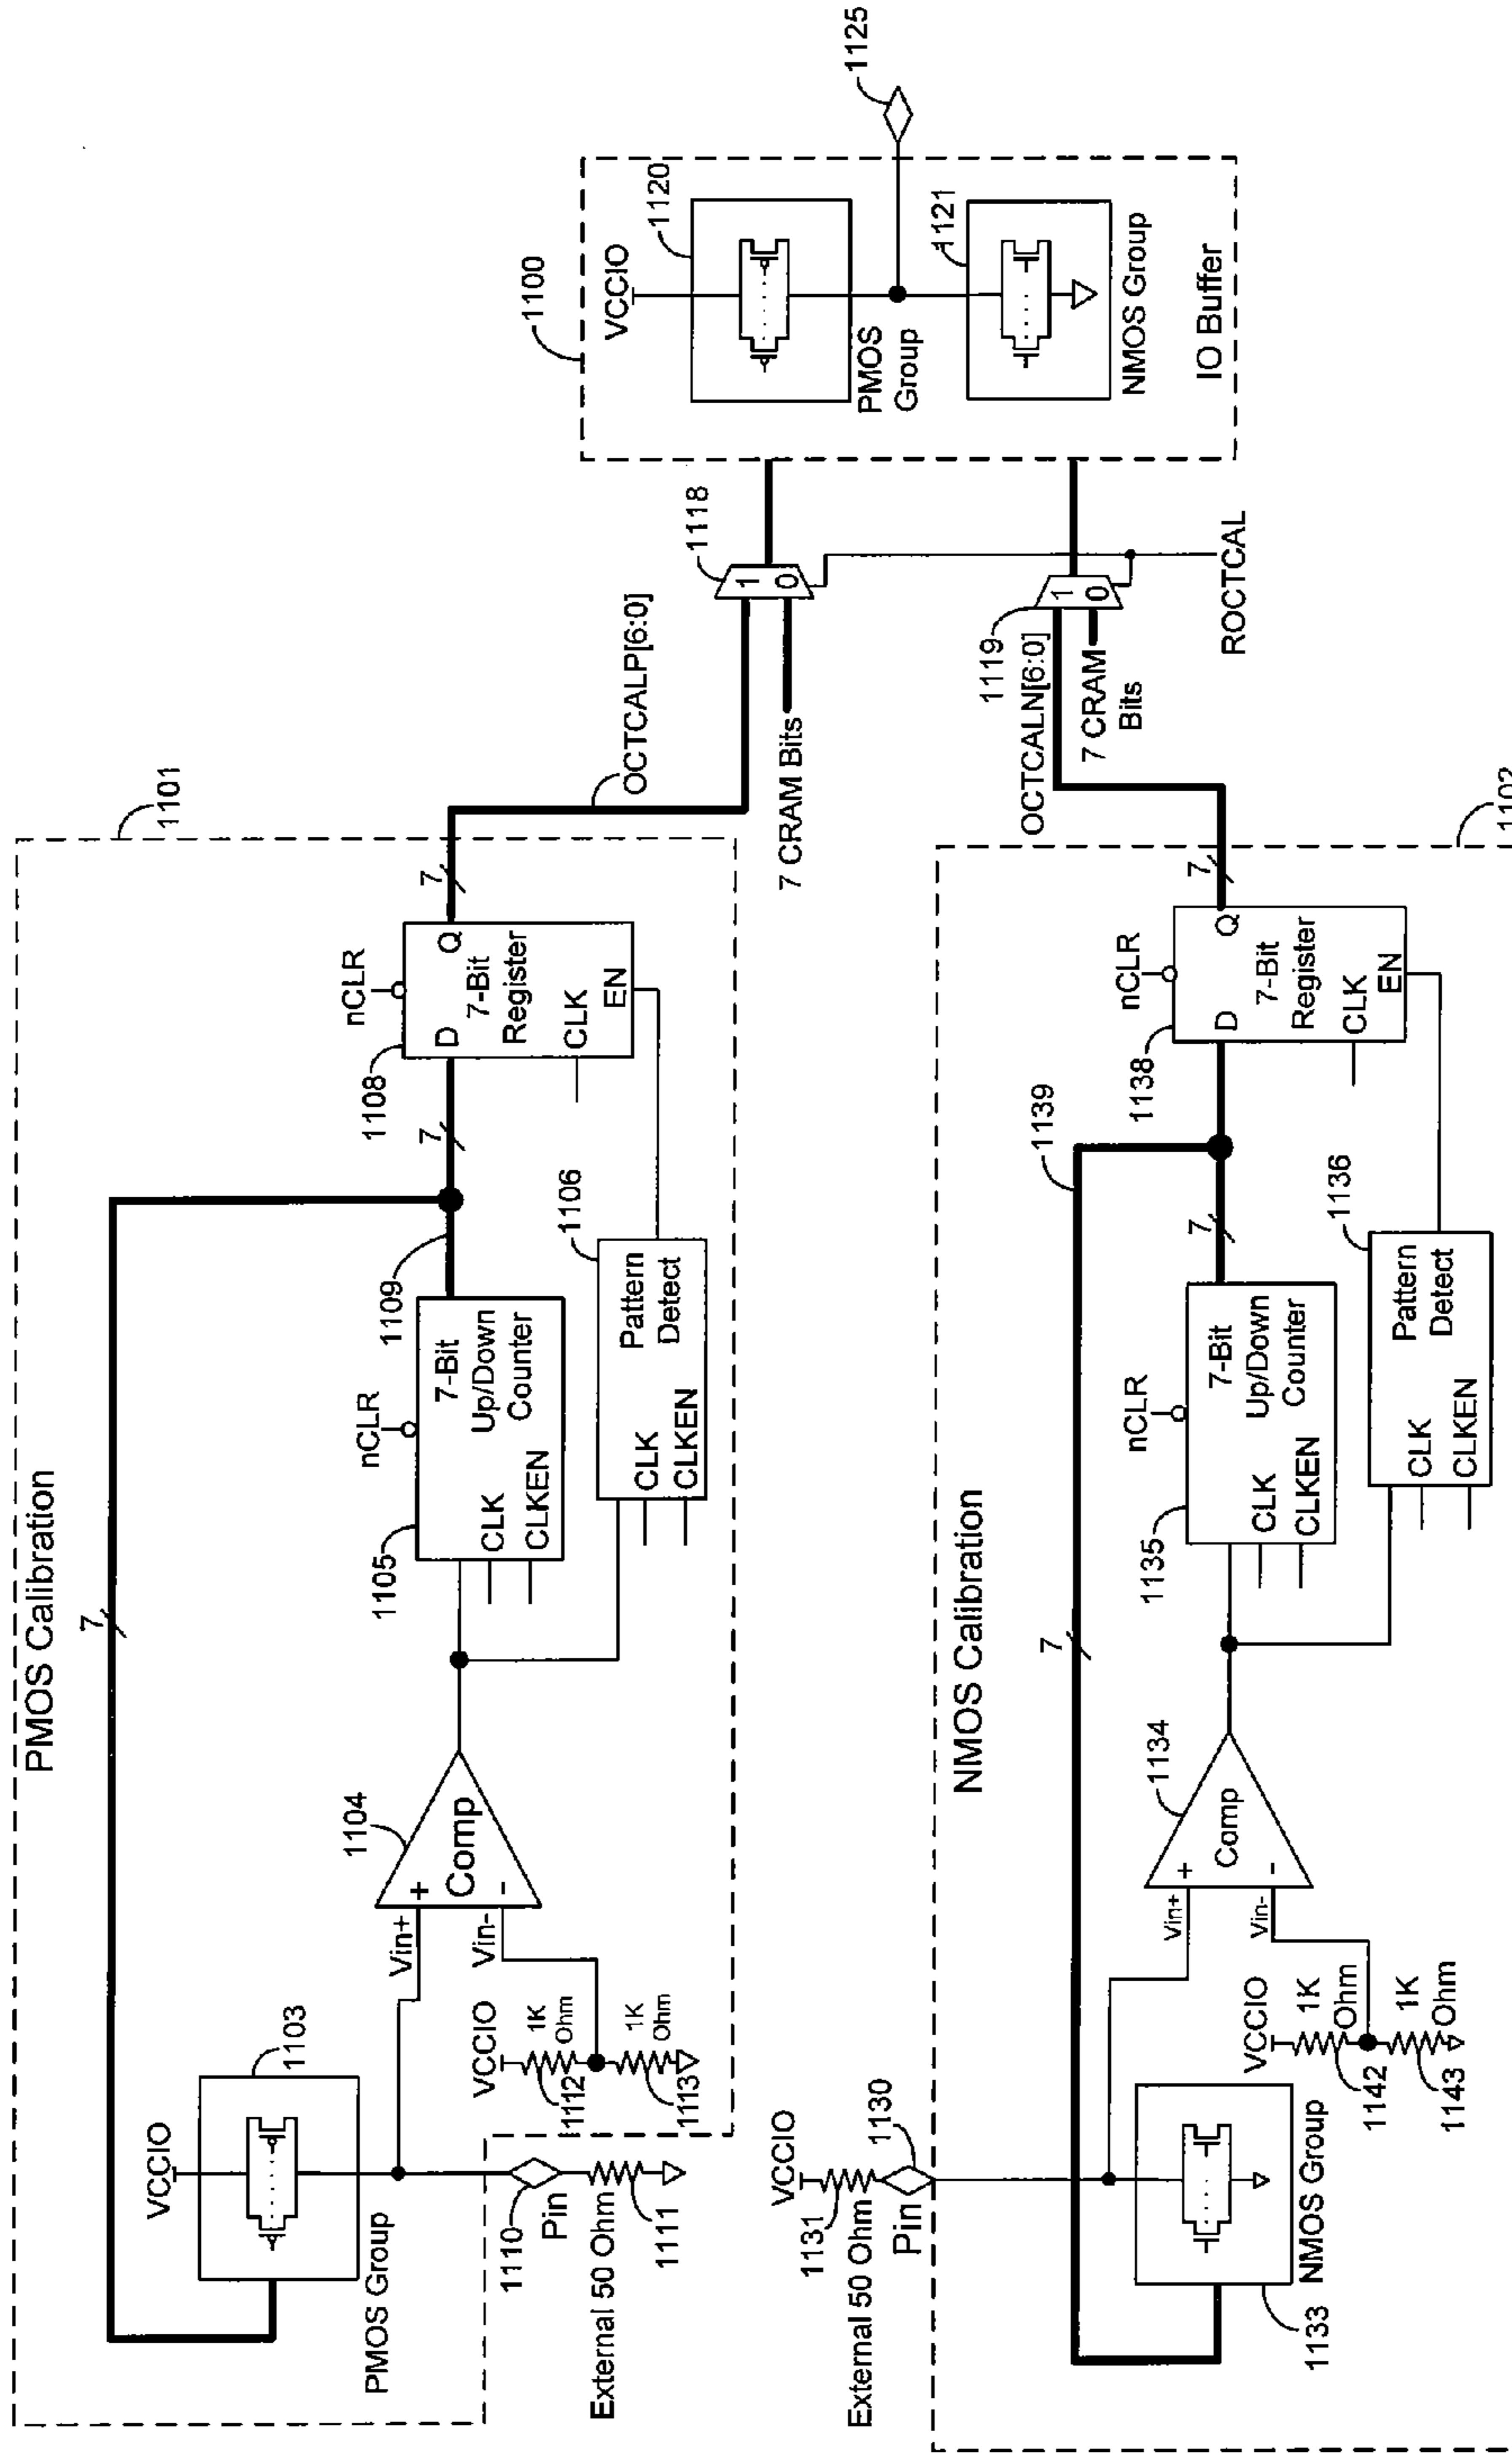 PMOS Calibration
1101
7
VCCIO
1103
PMOS Group
1110
Pin
External 50 Ohm
1111
VCCIO
1K
Ohm
1112
1K
Ohm
1113
Vin+
Vin-
1104
+
-
Comp
1105
nCLR
7-Bit
Up/Down
Counter
CLK
CLKEN
1109
7
1106
Pattern
Detect
CLK
CLKEN
1108
nCLR
D
Q
7-Bit
Register
CLK
EN
7
OCTCALP[6:0]
7 CRAM Bits
1118
1
0
1100
VCCIO
1120
PMOS
Group
1125
1121
NMOS Group
IO Buffer
NMOS Calibration
1102
VCCIO
1131
External 50 Ohm
1130
Pin
1133
NMOS Group
VCCIO
1K
Ohm
1142
1K
Ohm
1143
Vin+
Vin-
1134
+
-
Comp
7
1139
1135
nCLR
7-Bit
Up/Down
Counter
CLK
CLKEN
7
1136
Pattern
Detect
CLK
CLKEN
1138
nCLR
D
Q
7-Bit
Register
CLK
EN
7
OCTCALN[6:0]
7 CRAM
Bits
1119
1
0
ROCTCAL